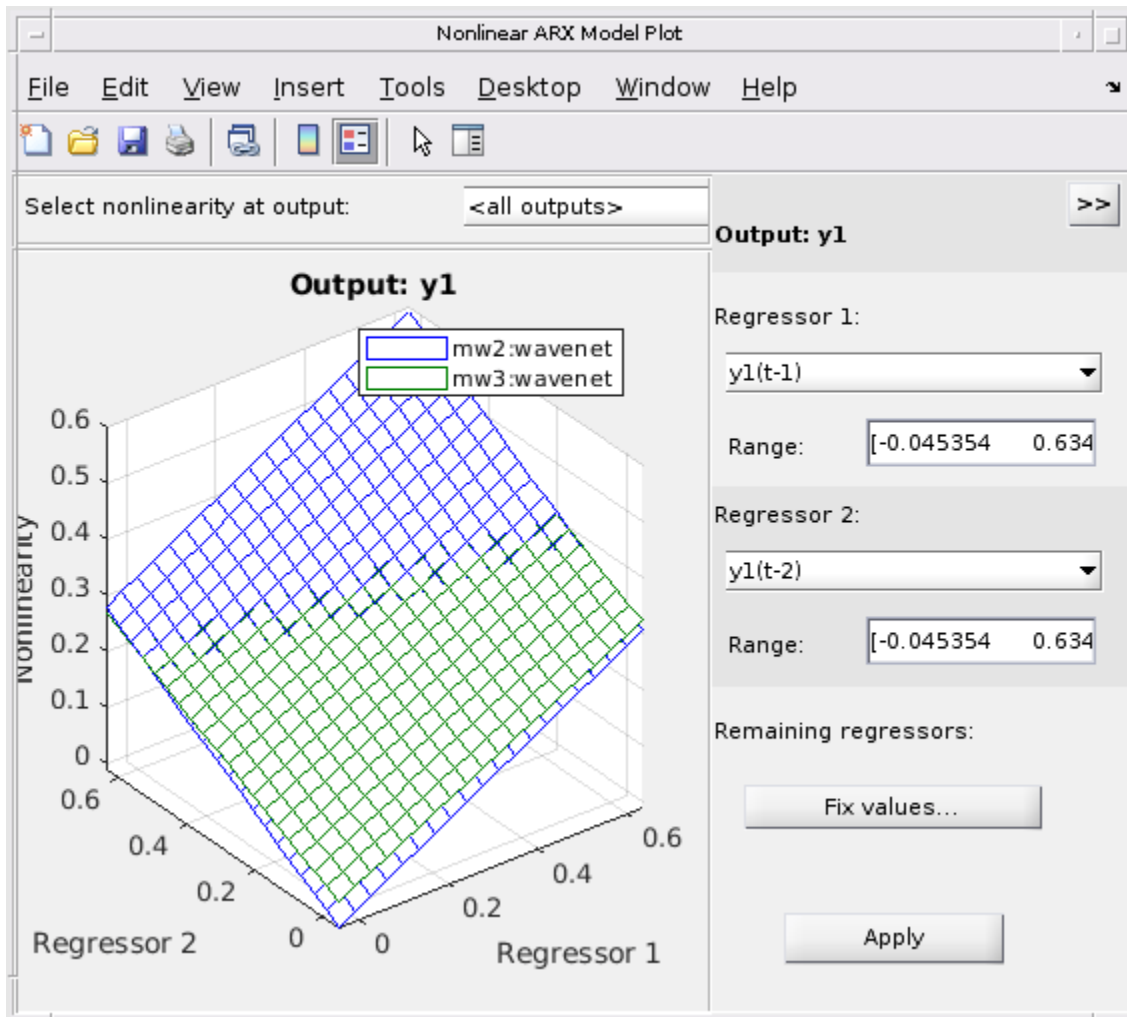 Nonlinear ARX Model Plot
File Edit View Insert Tools Desktop Window Help
Select nonlinearity at output: <all outputs>
>>
Output: y1
Output: y1
mw2:wavenet
mw3:wavenet
0.6
0.5
0.4
0.3
0.2
0.1
0
Nonlinearity
0.6
0.4
0.2
0
Regressor 2
0
0.2
0.4
0.6
Regressor 1
Regressor 1:
y1(t-1)
Range: [-0.045354 0.634
Regressor 2:
y1(t-2)
Range: [-0.045354 0.634
Remaining regressors:
Fix values...
Apply